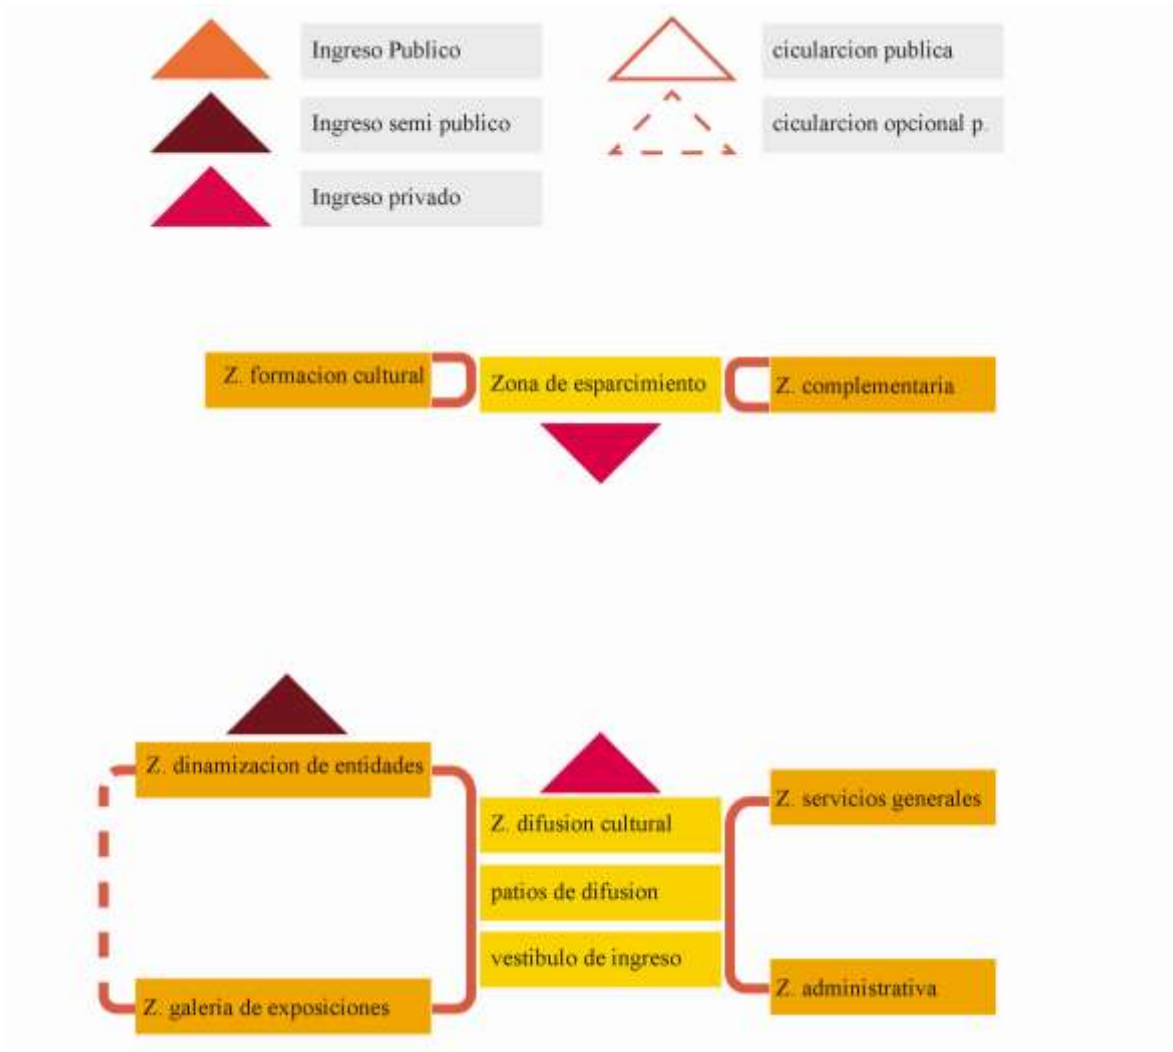 Ingreso Publico
cicularcion publica
Ingreso semi publico
cicularcion opcional p.
Ingreso privado
Z. formacion cultural
Zona de esparcimiento
Z. complementaria
Z. dinamizacion de entidades
Z. servicios generales
Z. difusion cultural
patios de difusion
vestibulo de ingreso
Z. administrativa
Z. galeria de exposiciones